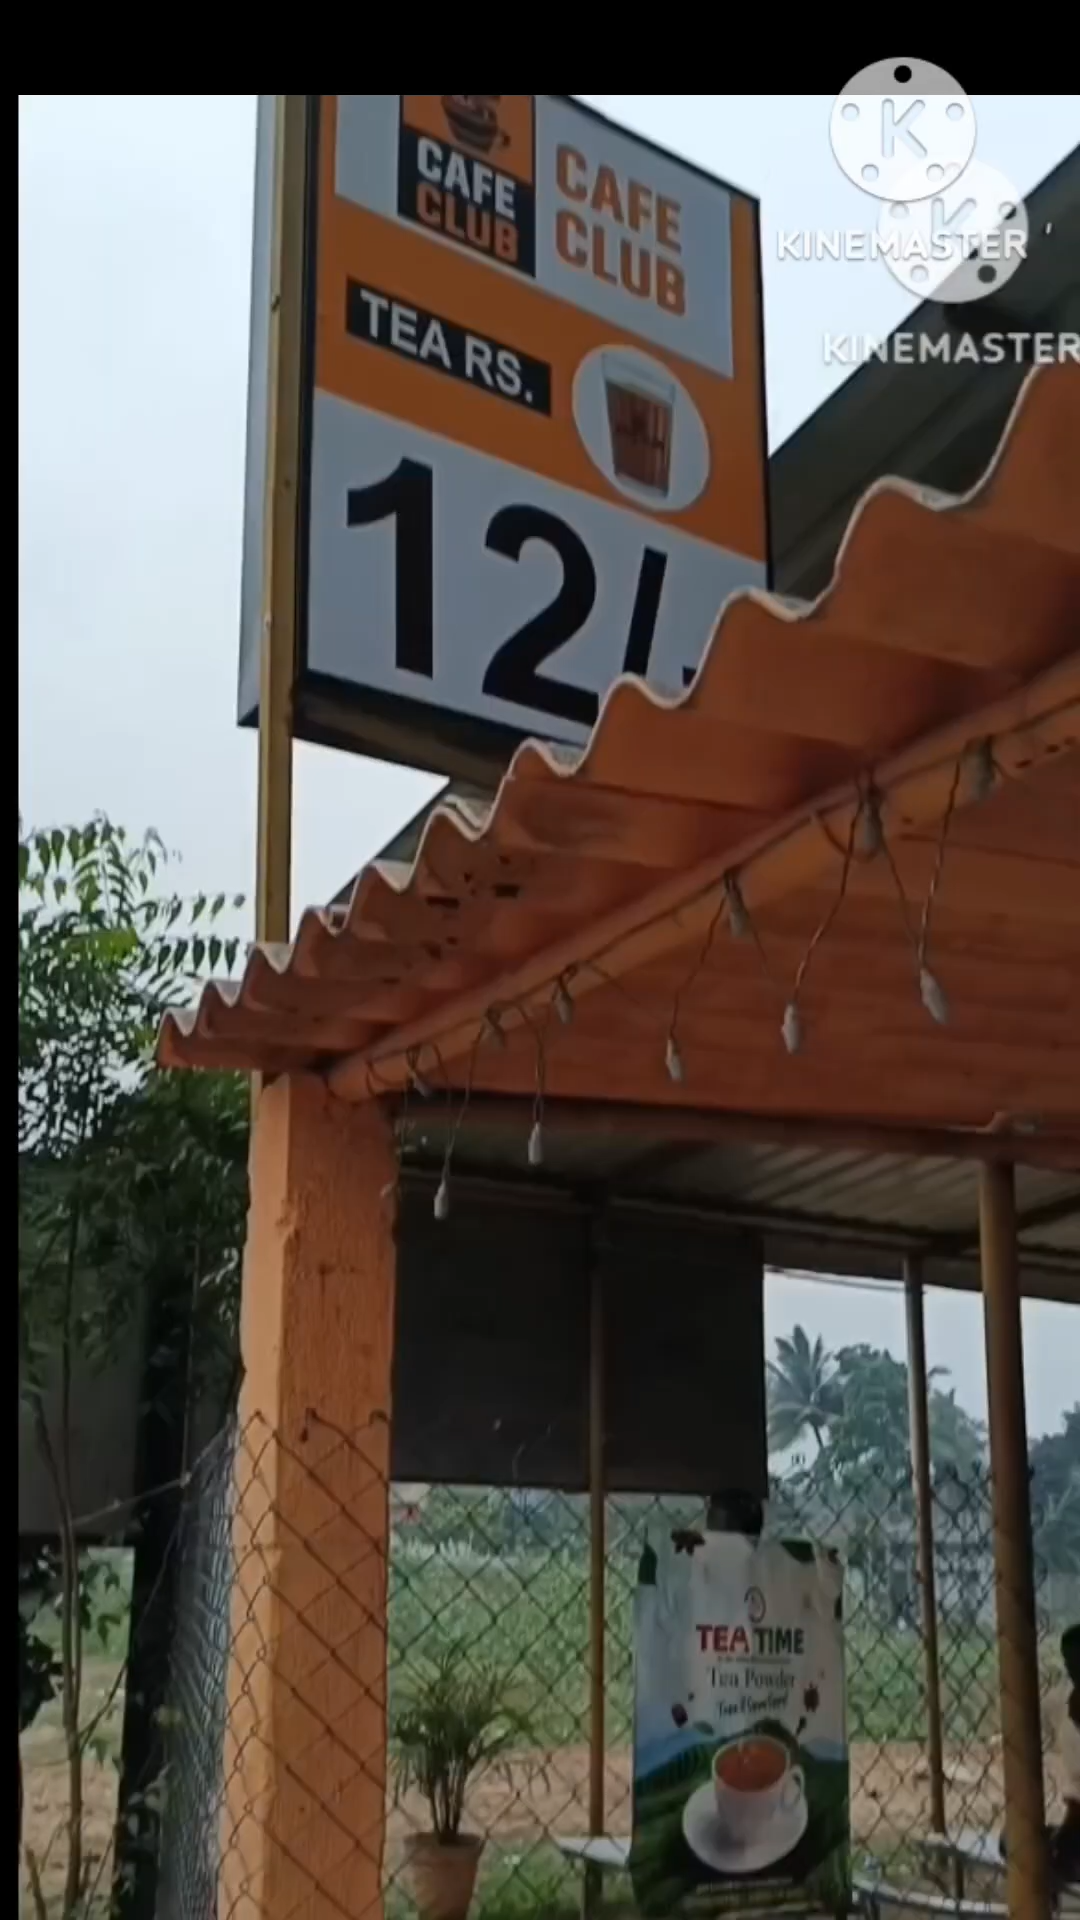 CAFE
CLUB
CAFE
CLUB
TEA RS.
12/-
K
KINEMASTER
K
KINEMASTER
TEA TIME
Tea Powder